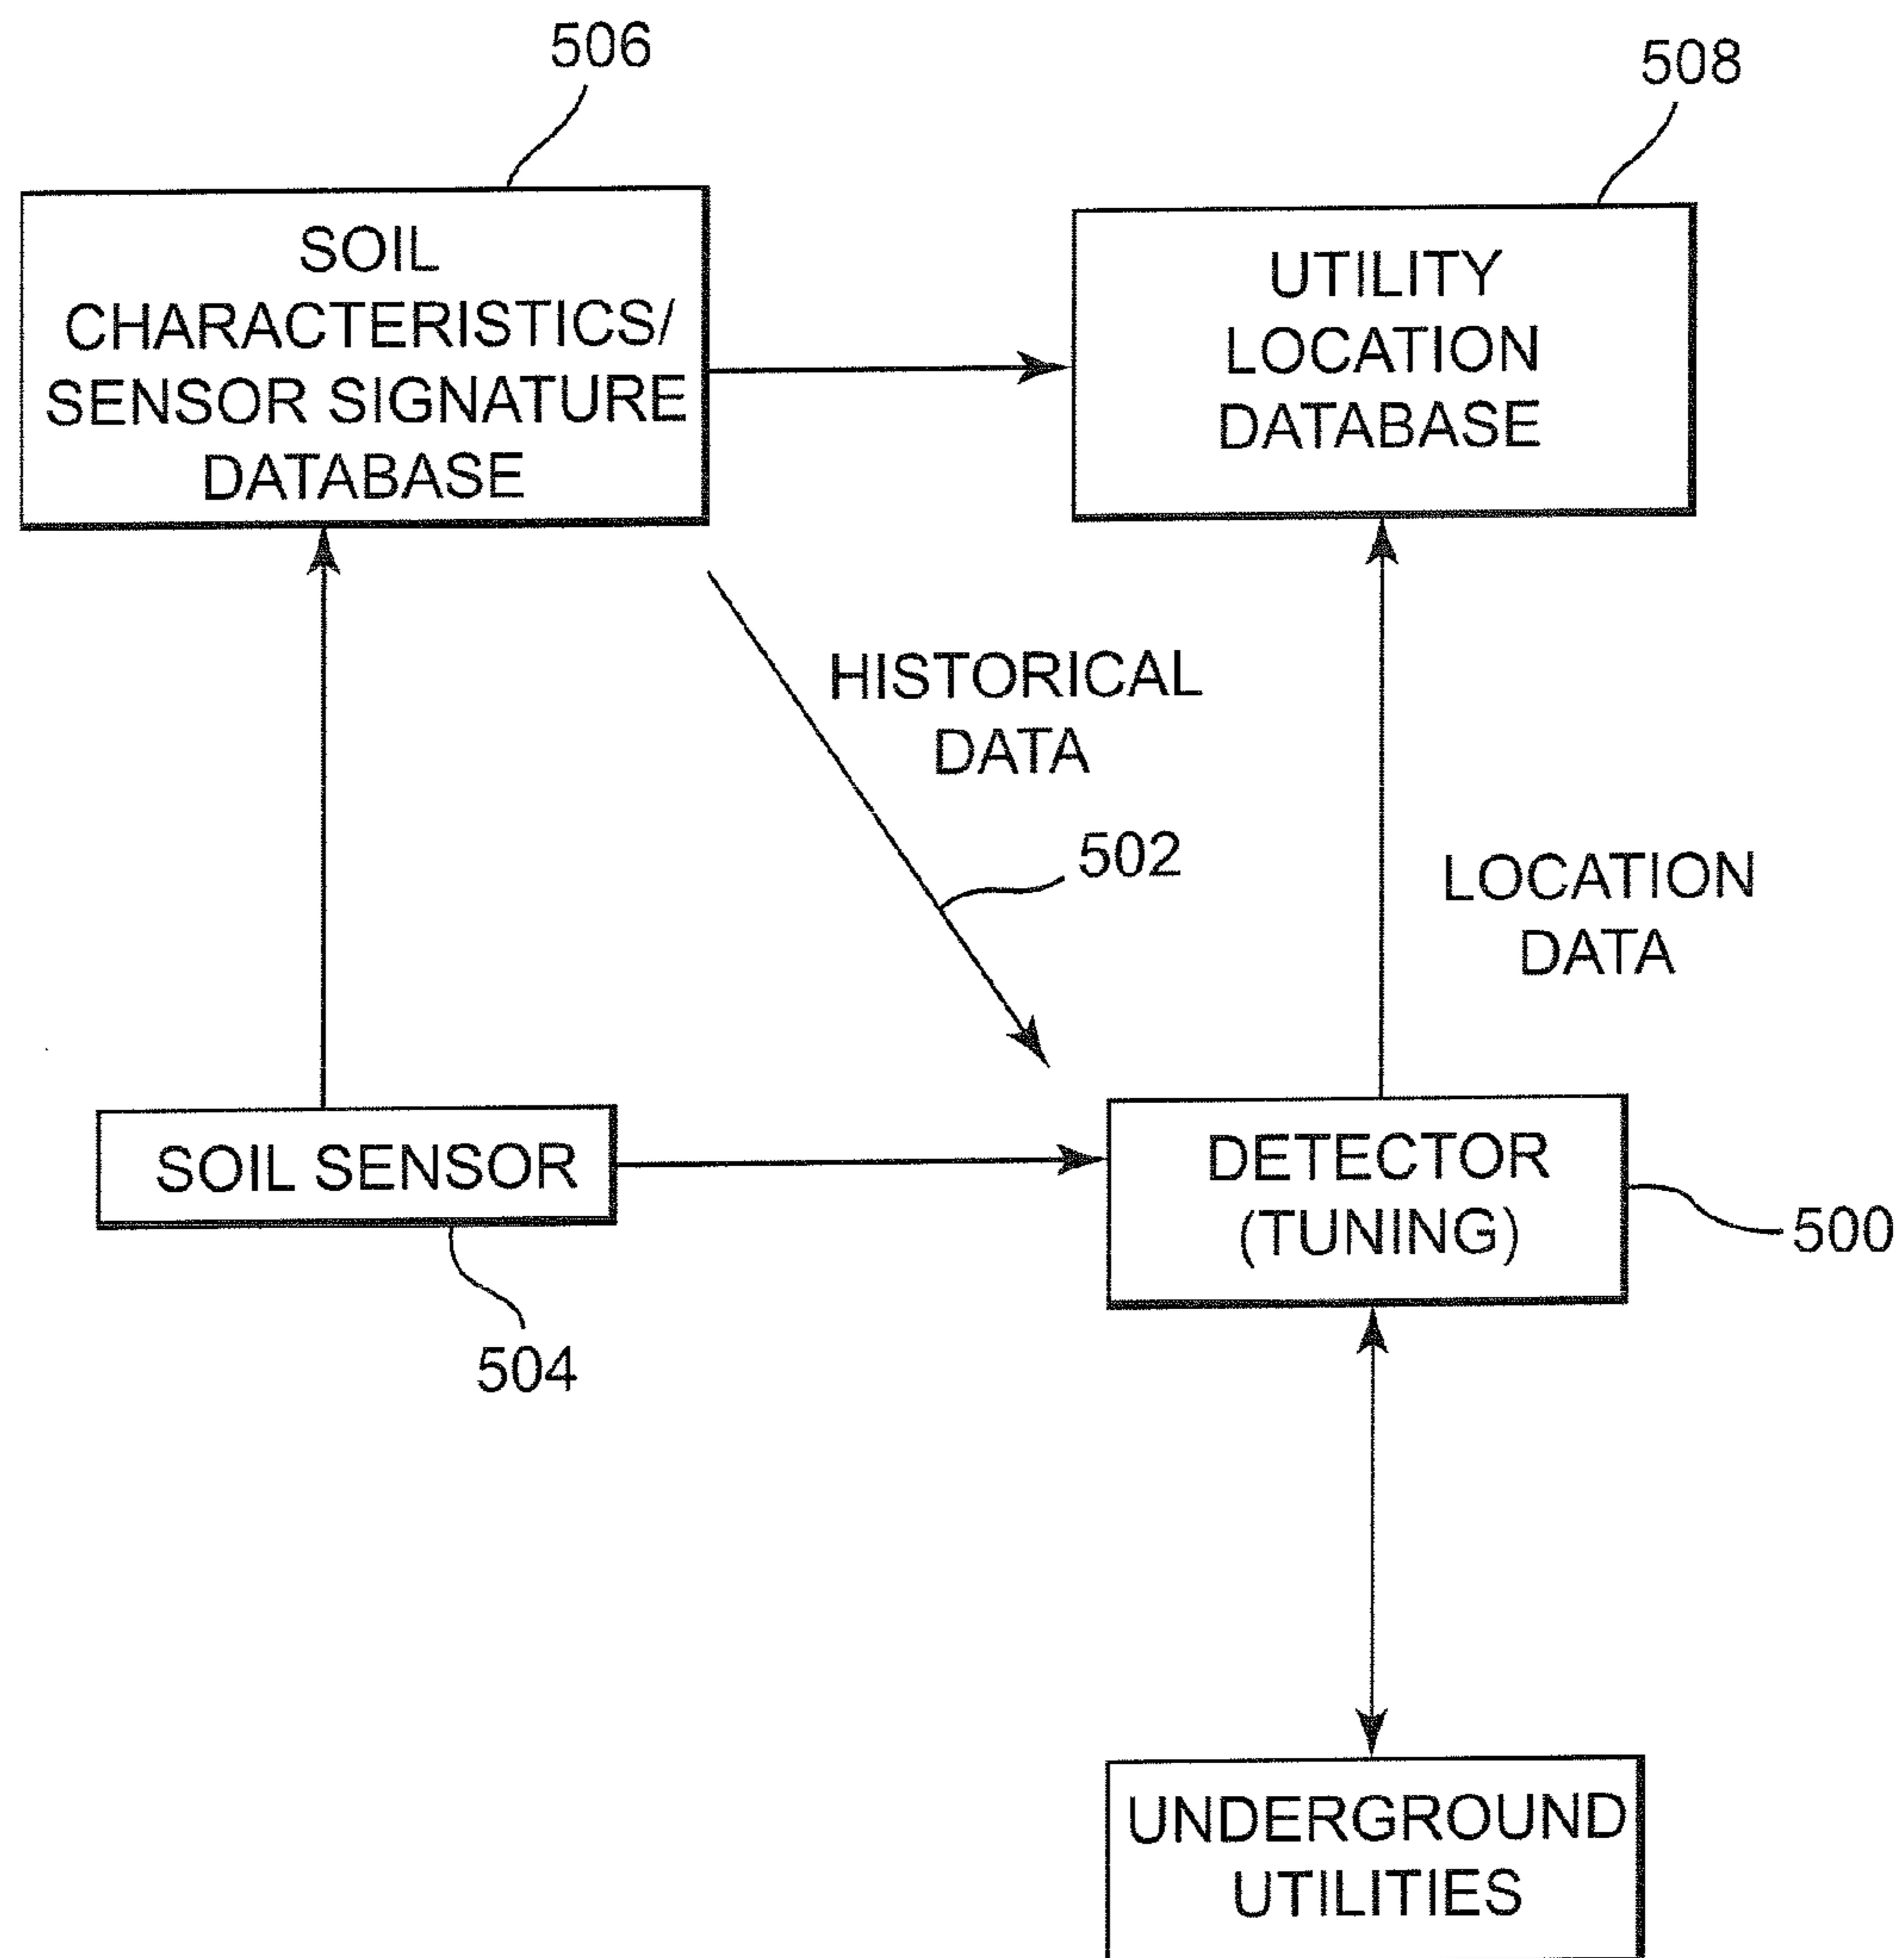 506
508
SOIL
CHARACTERISTICS/
SENSOR SIGNATURE
DATABASE
UTILITY
LOCATION
DATABASE
HISTORICAL
DATA
502
LOCATION
DATA
SOIL SENSOR
DETECTOR
(TUNING)
500
504
UNDERGROUND
UTILITIES